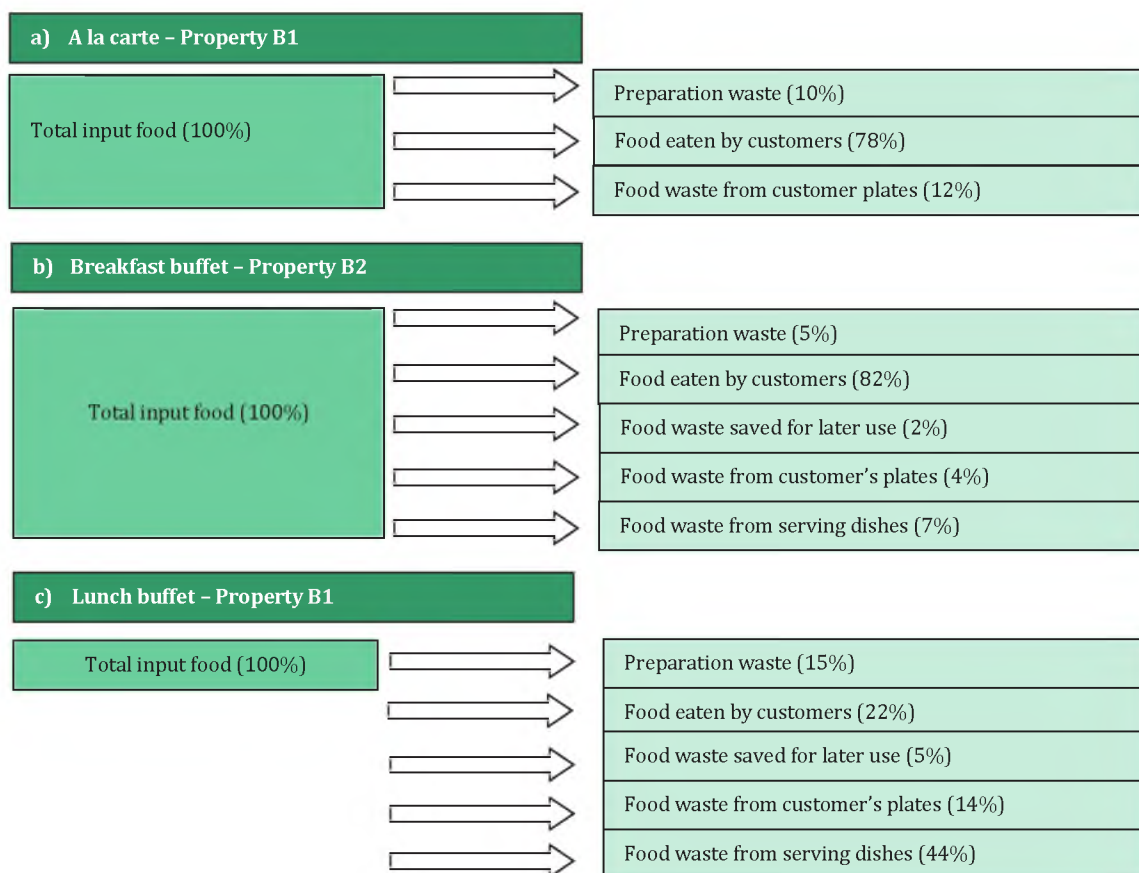 a) A la carte – Property B1
Total input food (100%)
Preparation waste (10%)
Food eaten by customers (78%)
Food waste from customer plates (12%)
b) Breakfast buffet – Property B2
Total input food (100%)
Preparation waste (5%)
Food eaten by customers (82%)
Food waste saved for later use (2%)
Food waste from customer's plates (4%)
Food waste from serving dishes (7%)
c) Lunch buffet – Property B1
Total input food (100%)
Preparation waste (15%)
Food eaten by customers (22%)
Food waste saved for later use (5%)
Food waste from customer's plates (14%)
Food waste from serving dishes (44%)